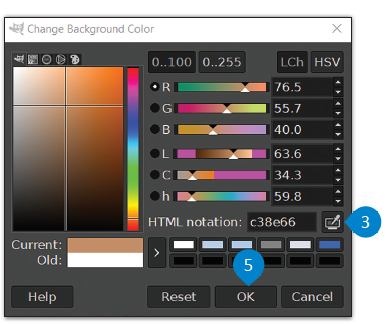 Change Background Color
0..100 0..255 LCh HSV
R 76.5
G 55.7
B 40.0
L 63.6
C 34.3
h 59.8
HTML notation: c38e66
3
Current:
Old:
5
Help Reset OK Cancel